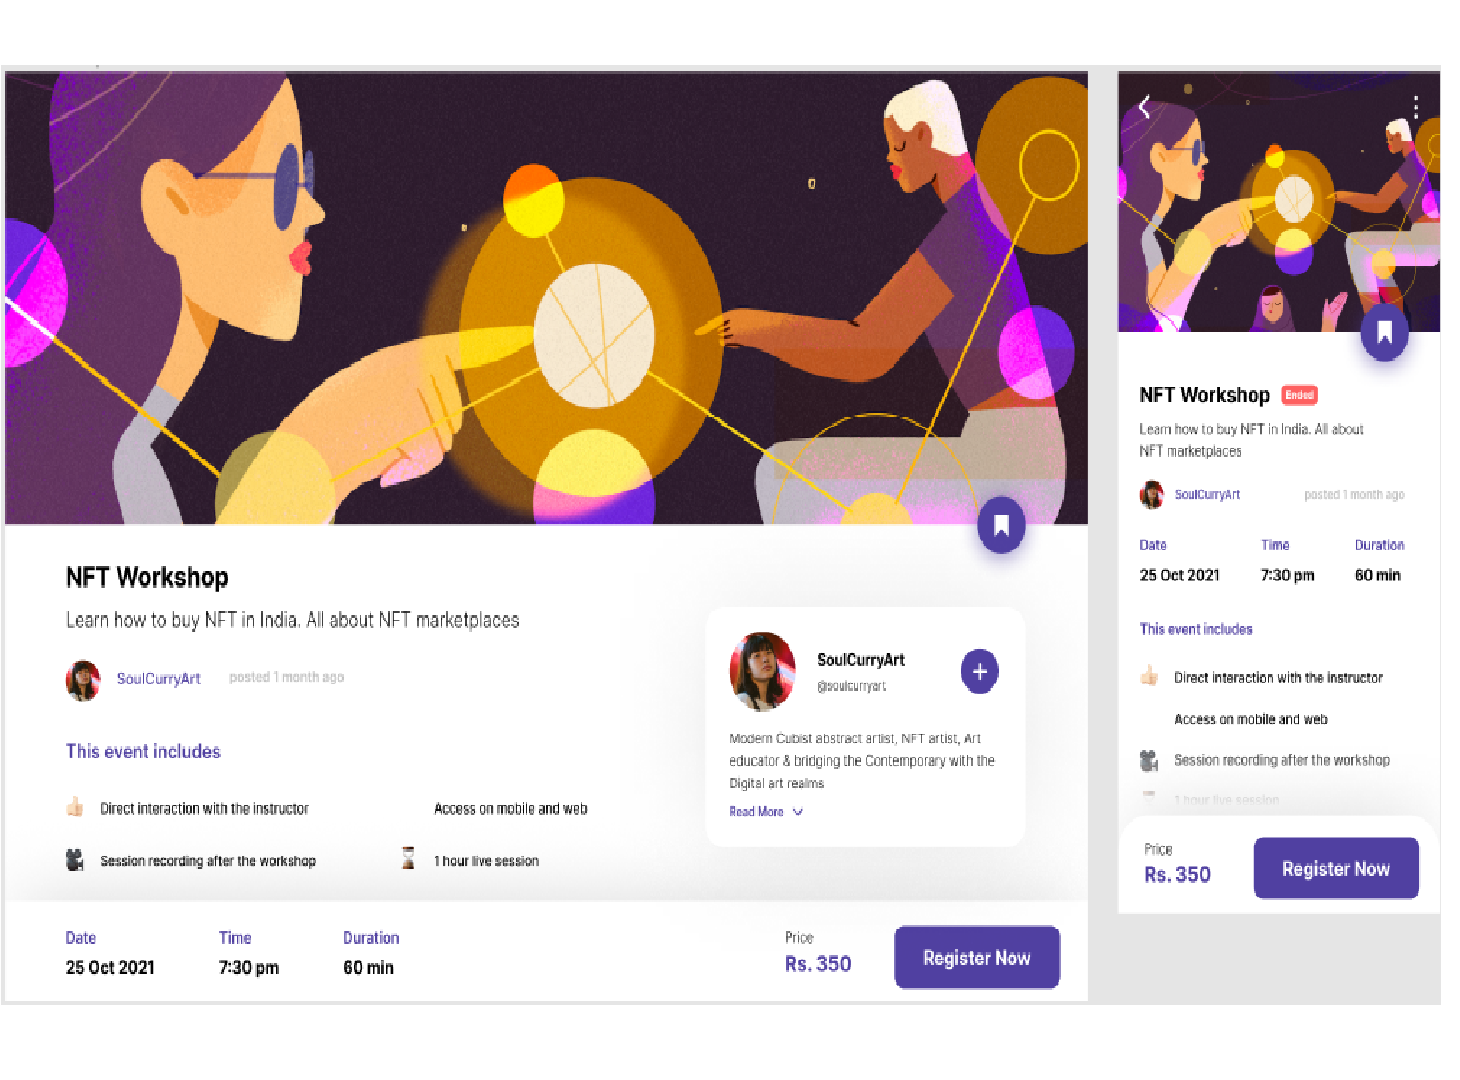 NFT Workshop
Learn how to buy NFT in India. All about NFT marketplaces
SoulCurryArt posted 1 month ago
This event includes
Direct interaction with the instructor
Access on mobile and web
Session recording after the workshop
1 hour live session
SoulCurryArt
@soulcurryart
Modern Cubist abstract artist, NFT artist, Art
educator & bridging the Contemporary with the
Digital art realms
Read More
Date Time Duration
25 Oct 2021 7:30 pm 60 min
Price
Rs. 350
Register Now
NFT Workshop Ended
Learn how to buy NFT in India. All about
NFT marketplaces
SoulCurryArt posted 1 month ago
Date Time Duration
25 Oct 2021 7:30 pm 60 min
This event includes
Direct interaction with the instructor
Access on mobile and web
Session recording after the workshop
1 hour live session
Price
Rs. 350
Register Now